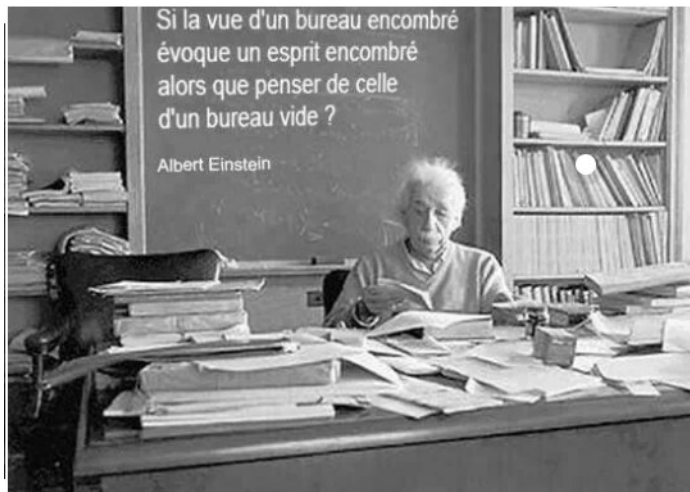 Si la vue d'un bureau encombré
évoque un esprit encombré
alors que penser de celle
d'un bureau vide ?
Albert Einstein